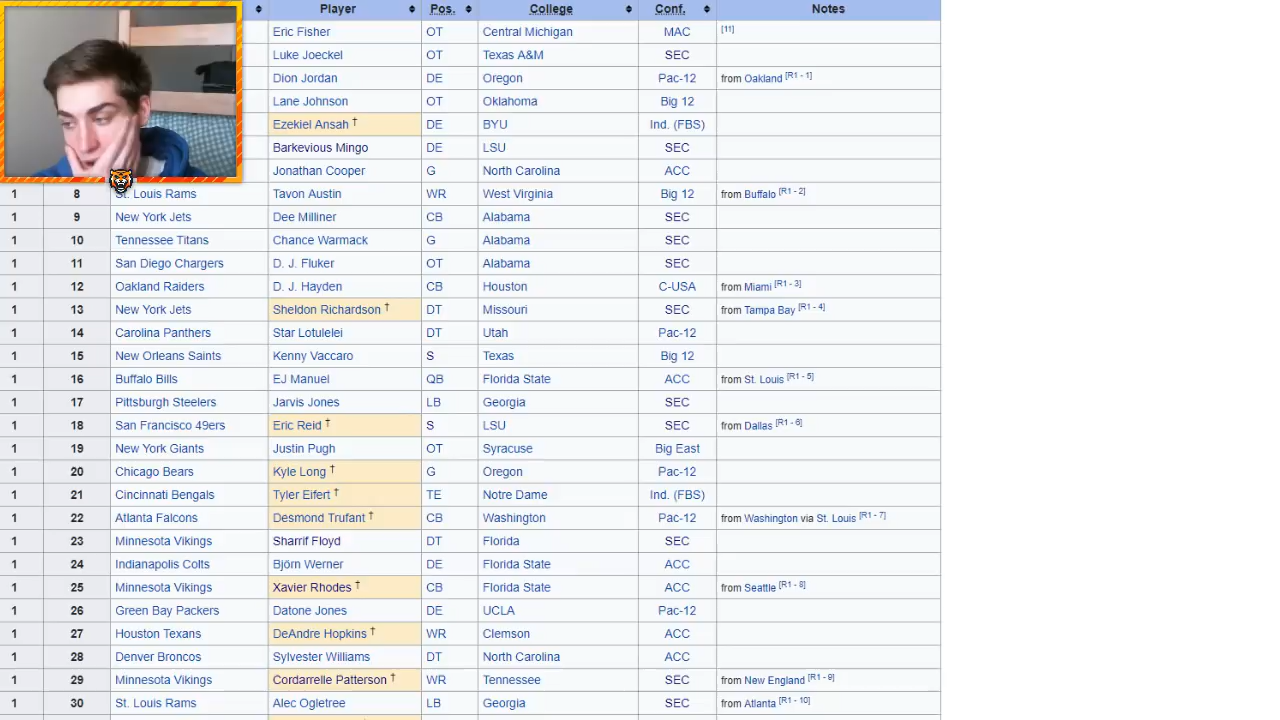 Player Pos. College Conf. Notes
Eric Fisher OT Central Michigan MAC [11]
Luke Joeckel OT Texas A&M SEC
Dion Jordan DE Oregon Pac-12 from Oakland [R1 - 1]
Lane Johnson OT Oklahoma Big 12
Ezekiel Ansah † DE BYU Ind. (FBS)
Barkevious Mingo DE LSU SEC
Jonathan Cooper G North Carolina ACC
1 8 St. Louis Rams Tavon Austin WR West Virginia Big 12 from Buffalo [R1 - 2]
1 9 New York Jets Dee Milliner CB Alabama SEC
1 10 Tennessee Titans Chance Warmack G Alabama SEC
1 11 San Diego Chargers D. J. Fluker OT Alabama SEC
1 12 Oakland Raiders D. J. Hayden CB Houston C-USA from Miami [R1 - 3]
1 13 New York Jets Sheldon Richardson † DT Missouri SEC from Tampa Bay [R1 - 4]
1 14 Carolina Panthers Star Lotulelei DT Utah Pac-12
1 15 New Orleans Saints Kenny Vaccaro S Texas Big 12
1 16 Buffalo Bills EJ Manuel QB Florida State ACC from St. Louis [R1 - 5]
1 17 Pittsburgh Steelers Jarvis Jones LB Georgia SEC
1 18 San Francisco 49ers Eric Reid † S LSU SEC from Dallas [R1 - 6]
1 19 New York Giants Justin Pugh OT Syracuse Big East
1 20 Chicago Bears Kyle Long † G Oregon Pac-12
1 21 Cincinnati Bengals Tyler Eifert † TE Notre Dame Ind. (FBS)
1 22 Atlanta Falcons Desmond Trufant † CB Washington Pac-12 from Washington via St. Louis [R1 - 7]
1 23 Minnesota Vikings Sharrif Floyd DT Florida SEC
1 24 Indianapolis Colts Björn Werner DE Florida State ACC
1 25 Minnesota Vikings Xavier Rhodes † CB Florida State ACC from Seattle [R1 - 8]
1 26 Green Bay Packers Datone Jones DE UCLA Pac-12
1 27 Houston Texans DeAndre Hopkins † WR Clemson ACC
1 28 Denver Broncos Sylvester Williams DT North Carolina ACC
1 29 Minnesota Vikings Cordarrelle Patterson † WR Tennessee SEC from New England [R1 - 9]
1 30 St. Louis Rams Alec Ogletree LB Georgia SEC from Atlanta [R1 - 10]